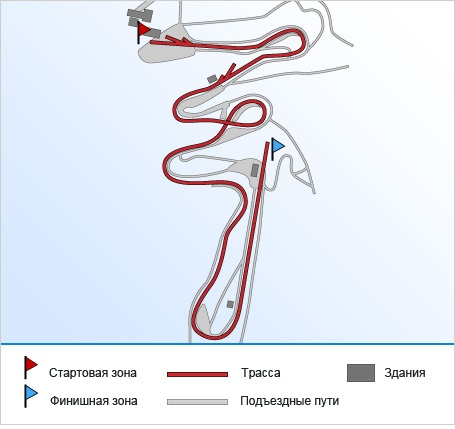 Стартовая зона
Трасса
Здания
Финишная зона
Подъездные пути